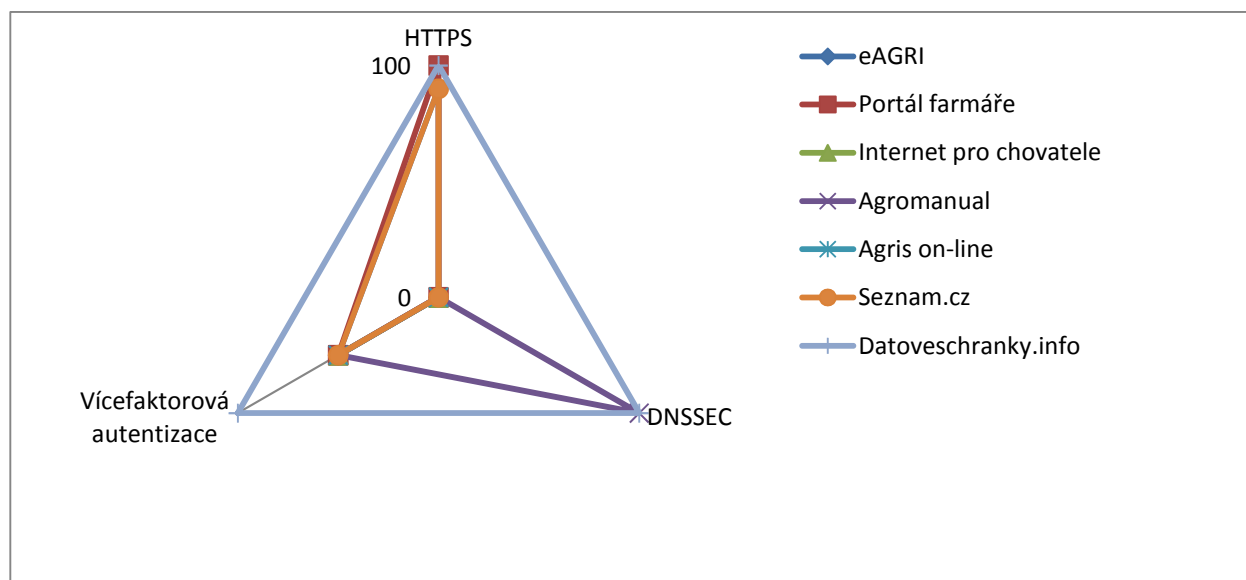 HTTPS
100
0
Vícefaktorová
autentizace
DNSSEC
eAGRI
Portál farmáře
Internet pro chovatele
Agromanual
Agris on-line
Seznam.cz
Datoveschranky.info